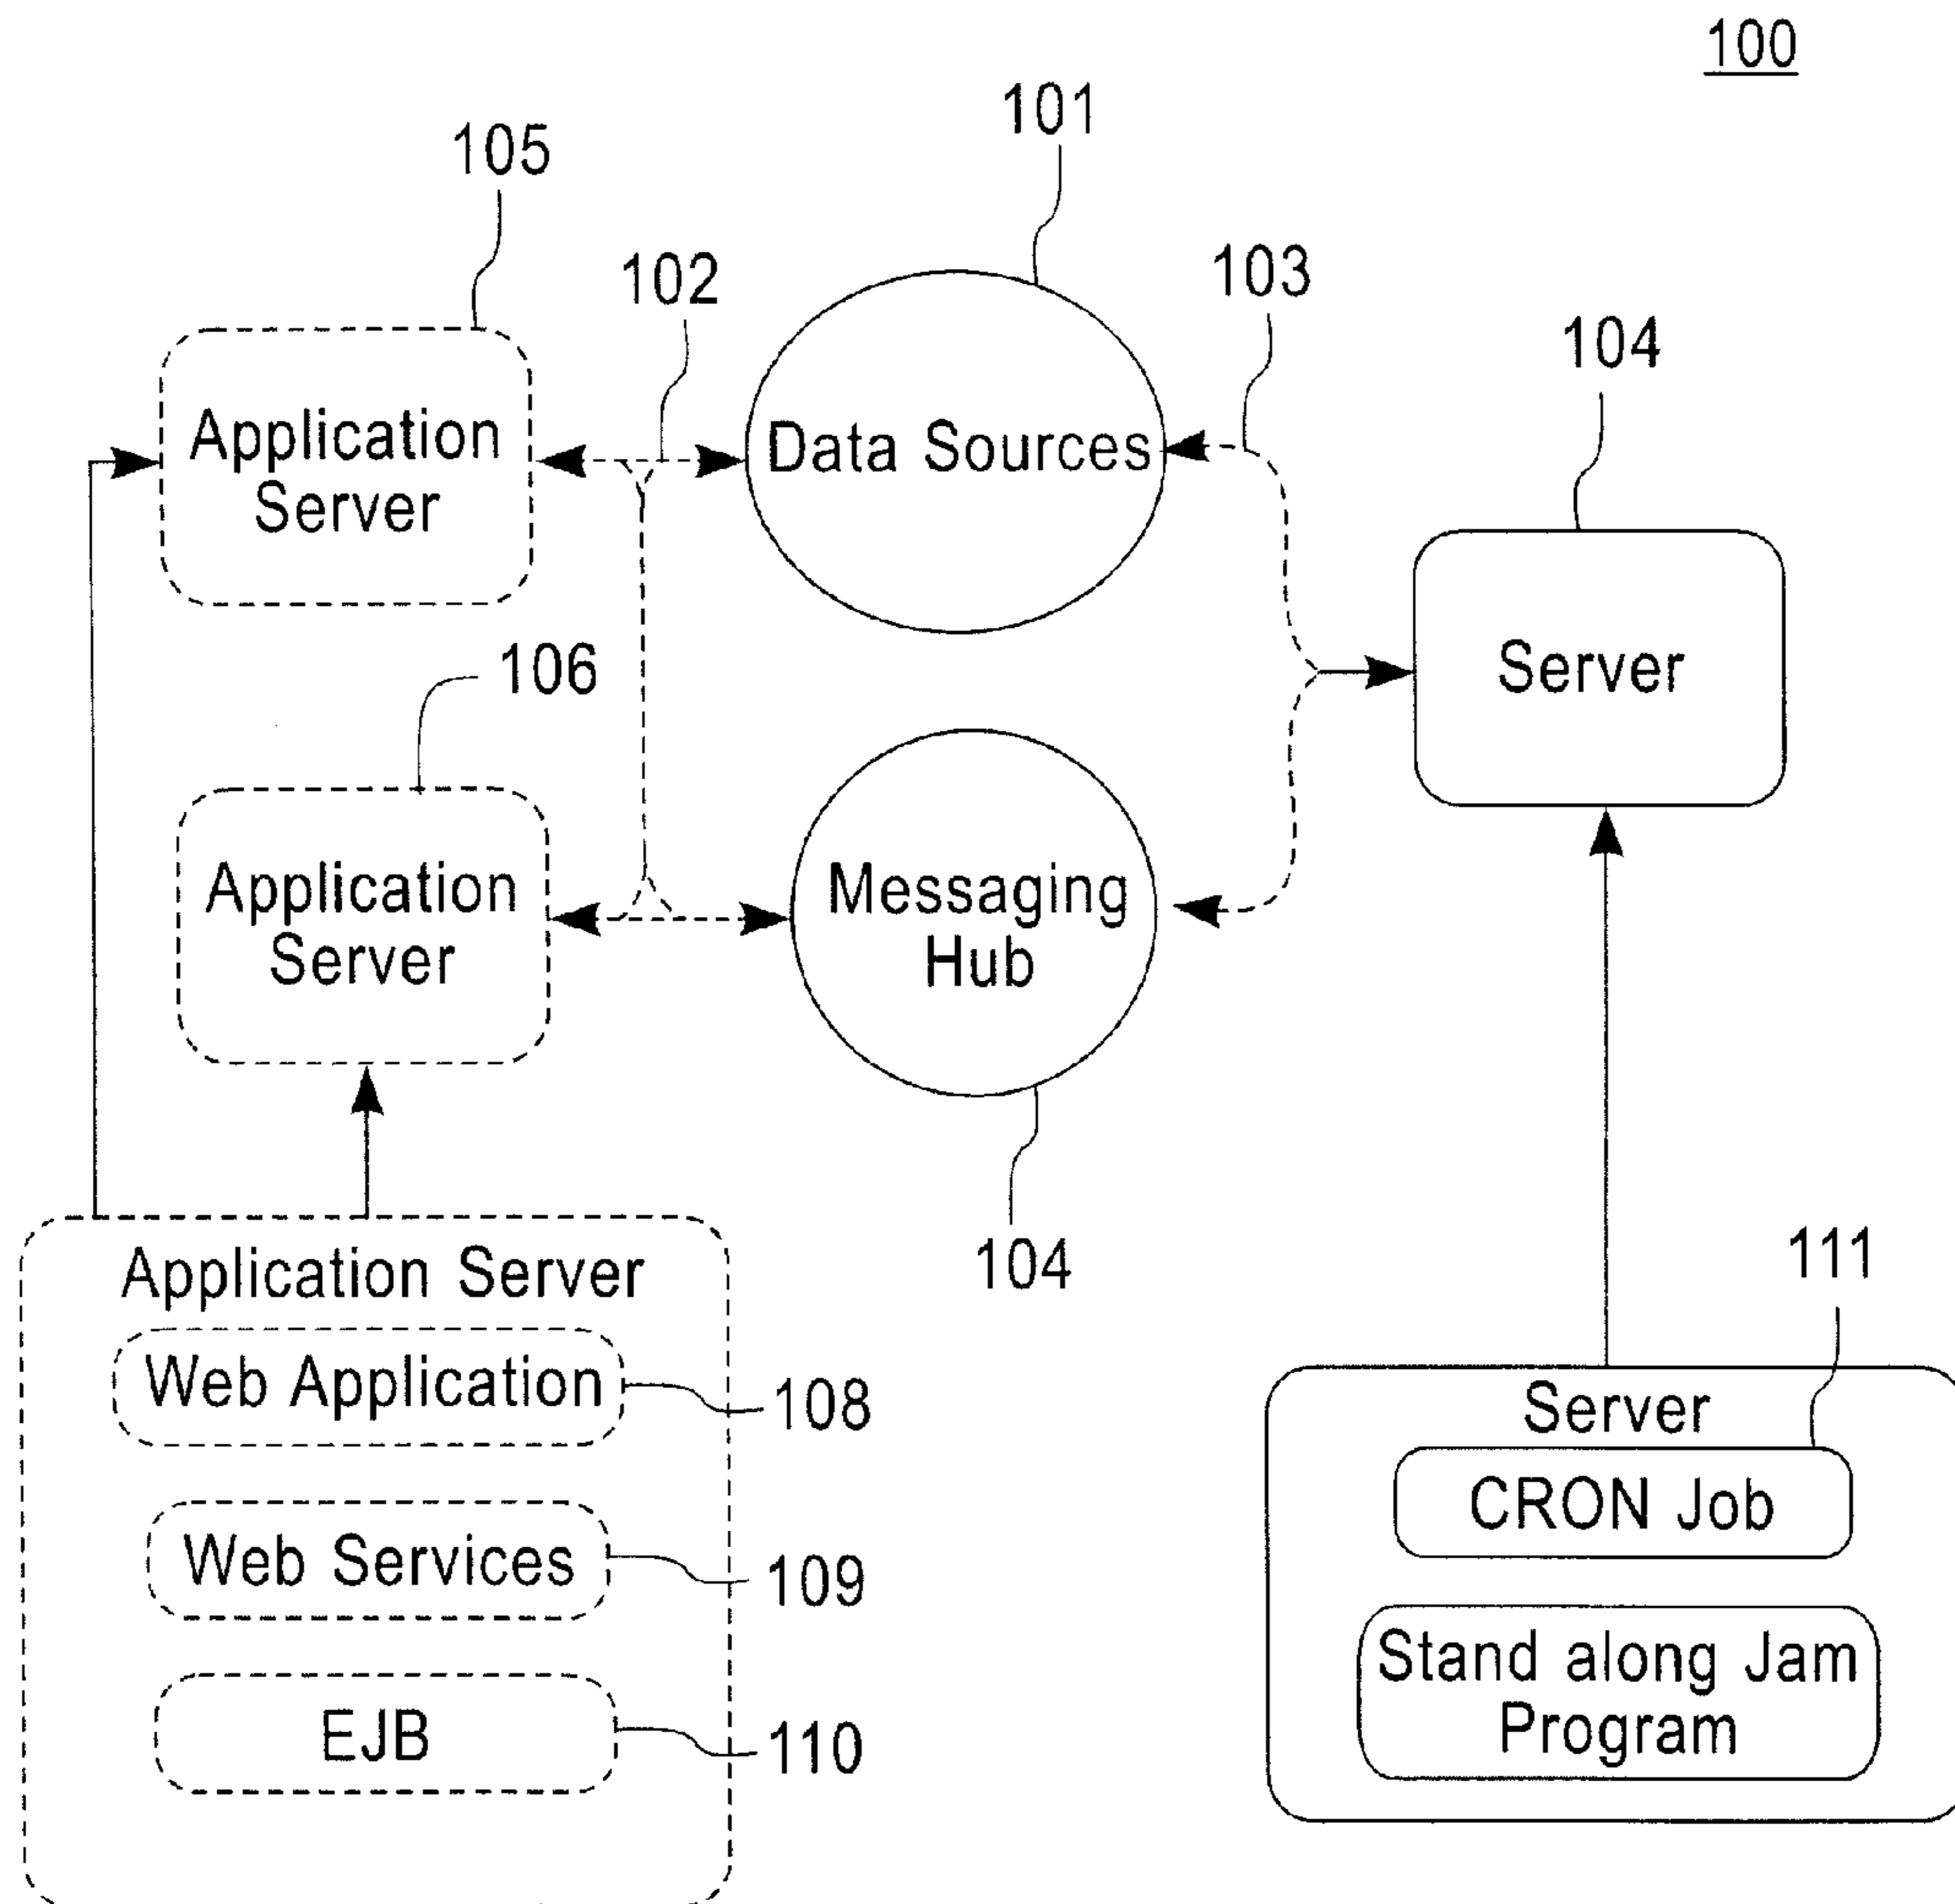 100
101
105
102
103
104
Application
Server
Data Sources
106
Server
Application
Server
Messaging
Hub
104
111
Application Server
Web Application
108
Web Services
109
EJB
110
Server
CRON Job
Stand along Jam
Program